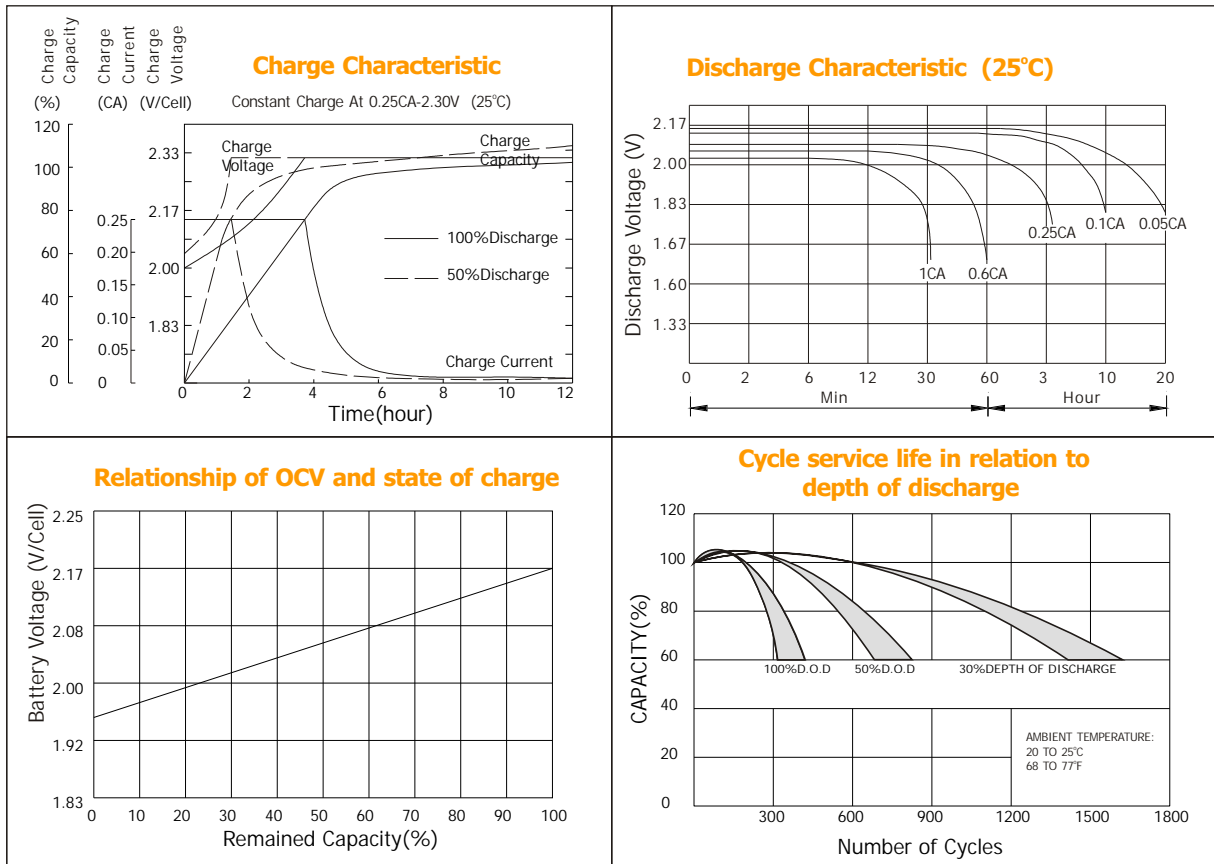 Charge Capacity
Charge Current
Charge Voltage
(%)
(CA)
(V/Cell)
Charge Characteristic
Constant Charge At 0.25CA-2.30V (25°C)
120
100
80
60
40
20
0
0.25
0.20
0.15
0.10
0.05
0
2.33
2.17
2.00
1.83
Charge Voltage
Charge Capacity
100%Discharge
50%Discharge
Charge Current
0 2 4 6 8 10 12
Time(hour)
Discharge Characteristic (25°C)
Discharge Voltage (V)
2.17
2.00
1.83
1.67
1.60
1.33
1CA
0.6CA
0.25CA
0.1CA
0.05CA
0 2 6 12 30 60 3 10 20
Min
Hour
Relationship of OCV and state of charge
Battery Voltage (V/Cell)
2.25
2.17
2.08
2.00
1.92
1.83
0 10 20 30 40 50 60 70 80 90 100
Remained Capacity(%)
Cycle service life in relation to
depth of discharge
CAPACITY(%)
120
100
80
60
40
20
0
100%D.O.D
50%D.O.D
30%DEPTH OF DISCHARGE
AMBIENT TEMPERATURE:
20 TO 25°C
68 TO 77°F
300 600 900 1200 1500 1800
Number of Cycles